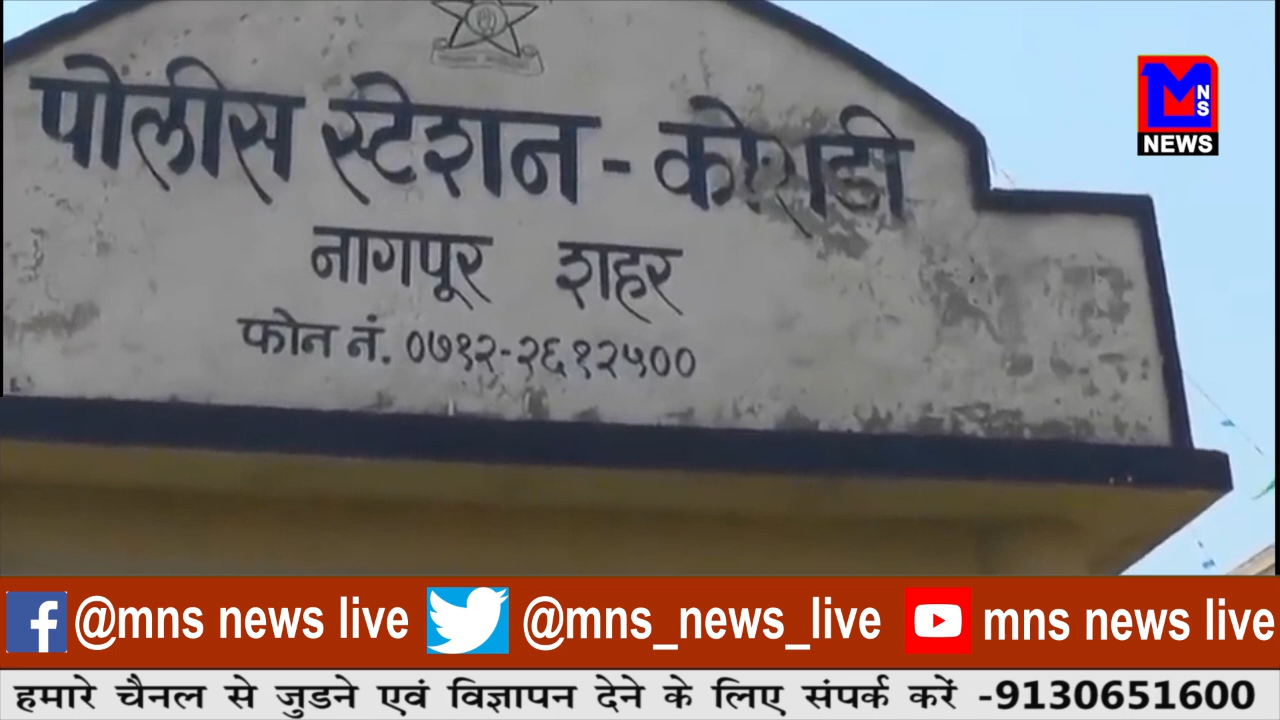 पोलीस स्टेशन - कोराडी
नागपूर शहर
फोन नं. ०७१२-२६१२५००
M NS
NEWS
@mns news live @mns_news_live mns news live
हमारे चैनल से जुडने एवं विज्ञापन देने के लिए संपर्क करें -9130651600